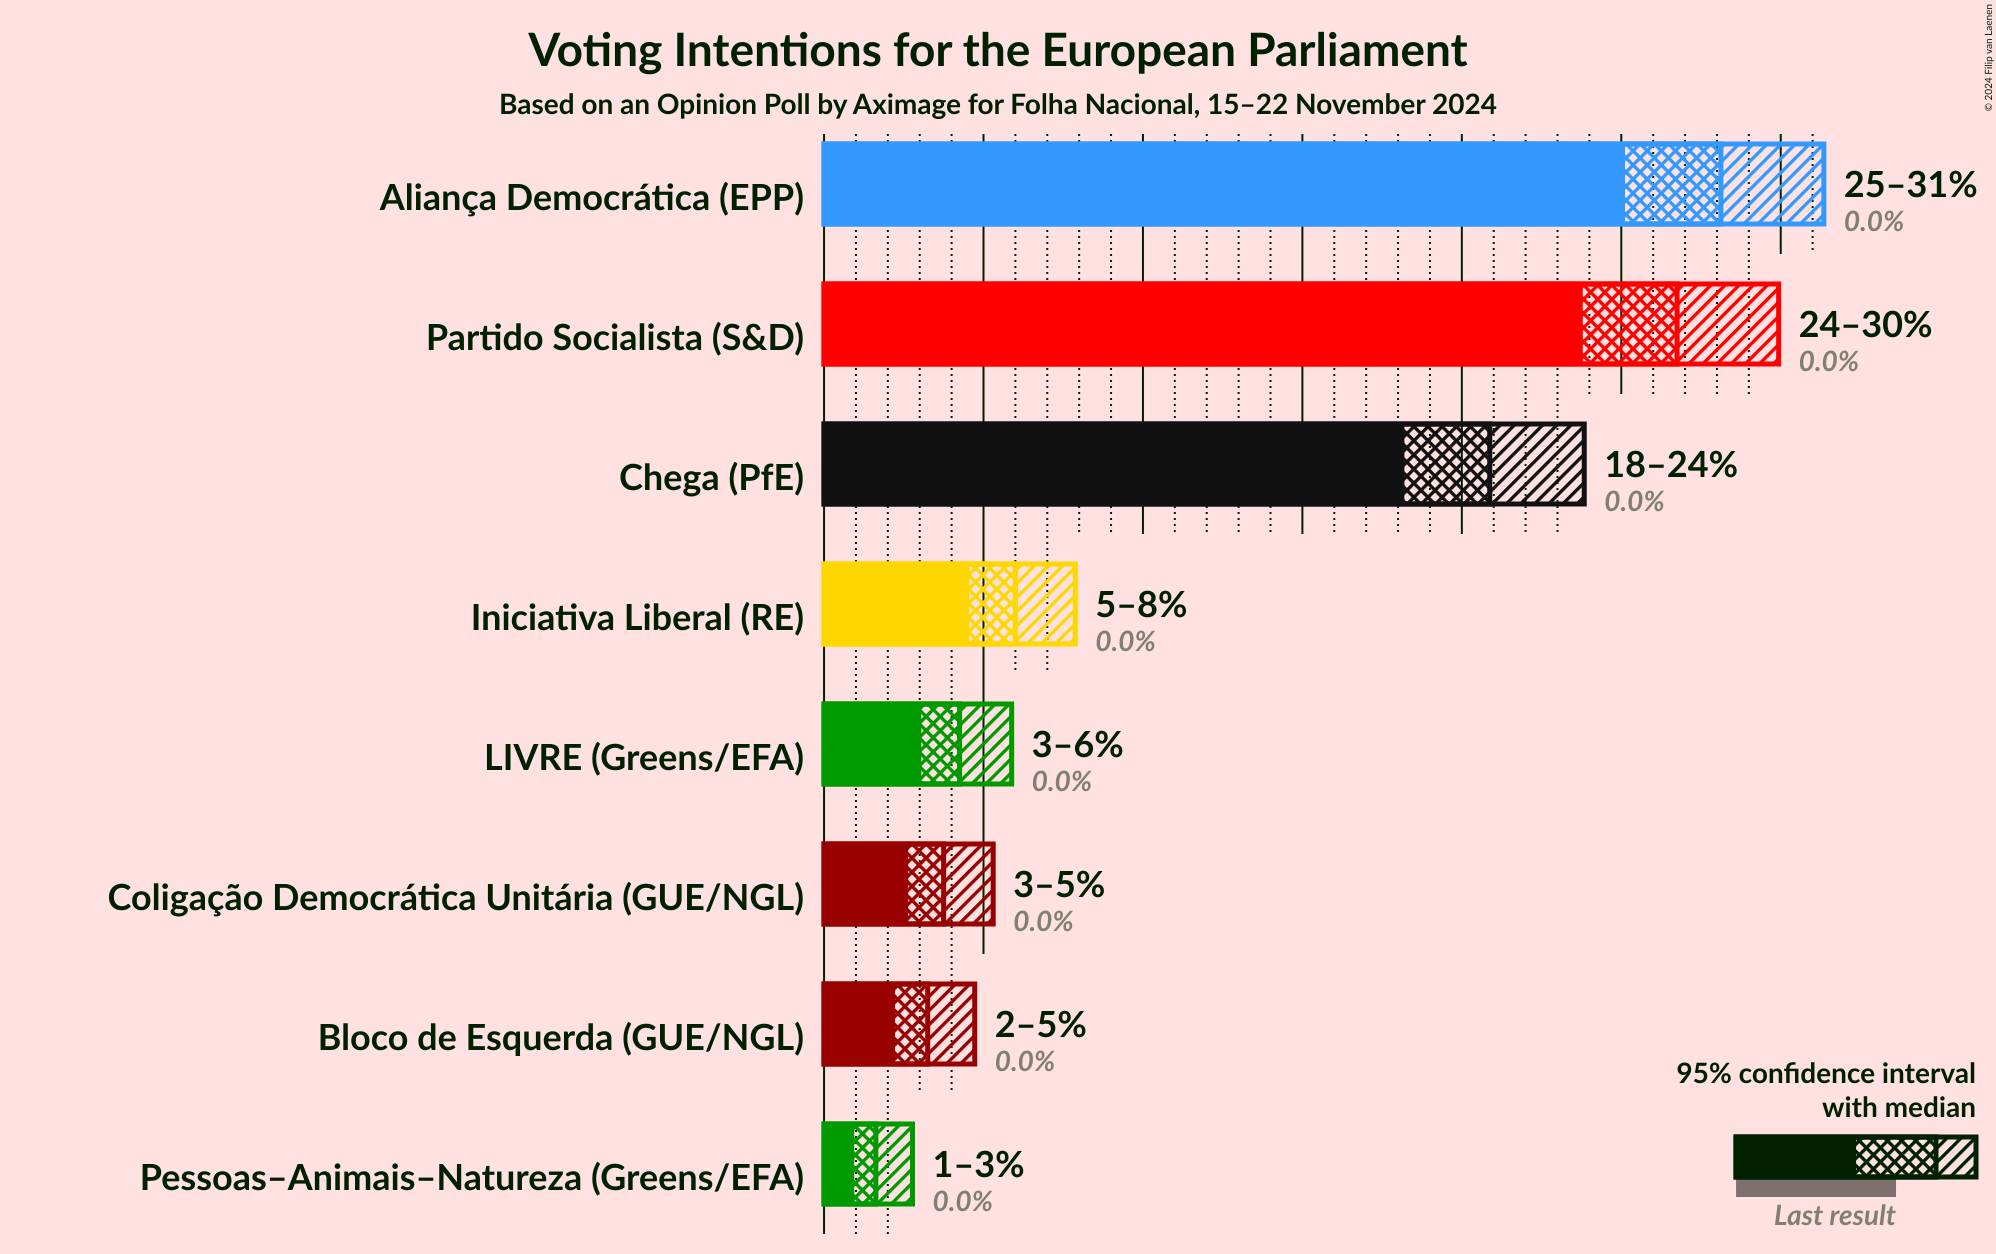 Voting Intentions for the European Parliament
Based on an Opinion Poll by Aximage for Folha Nacional, 15–22 November 2024
© 2024 Filip van Laenen
Aliança Democrática (EPP)
25–31%
0.0%
Partido Socialista (S&D)
24–30%
0.0%
Chega (PfE)
18–24%
0.0%
Iniciativa Liberal (RE)
5–8%
0.0%
LIVRE (Greens/EFA)
3–6%
0.0%
Coligação Democrática Unitária (GUE/NGL)
3–5%
0.0%
Bloco de Esquerda (GUE/NGL)
2–5%
0.0%
Pessoas–Animais–Natureza (Greens/EFA)
1–3%
0.0%
95% confidence interval
with median
Last result